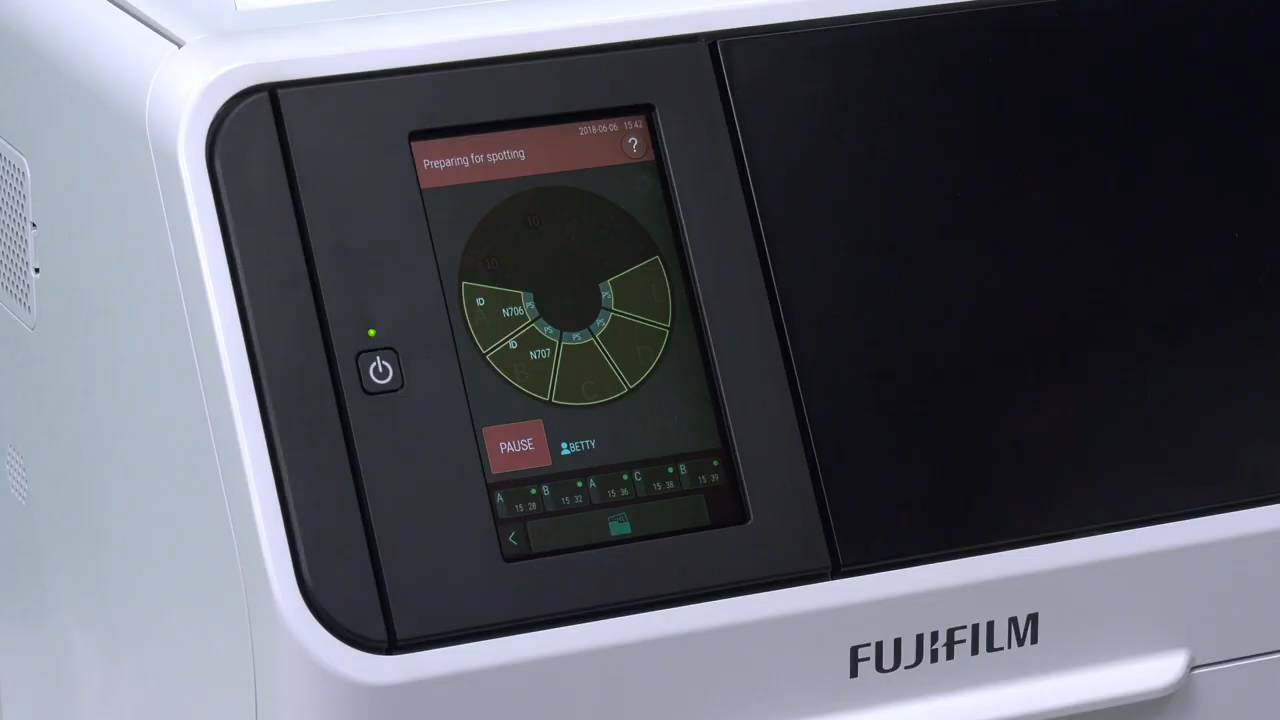 2018-06-06 15:42
Preparing for spotting
?
10
10
ID
A
N706
PS
ID
B
N707
PS
C
PS
D
PS
PAUSE
BETTY
A 15:28
B 15:32
A 15:36
C 15:38
B 15:39
FUJIFILM